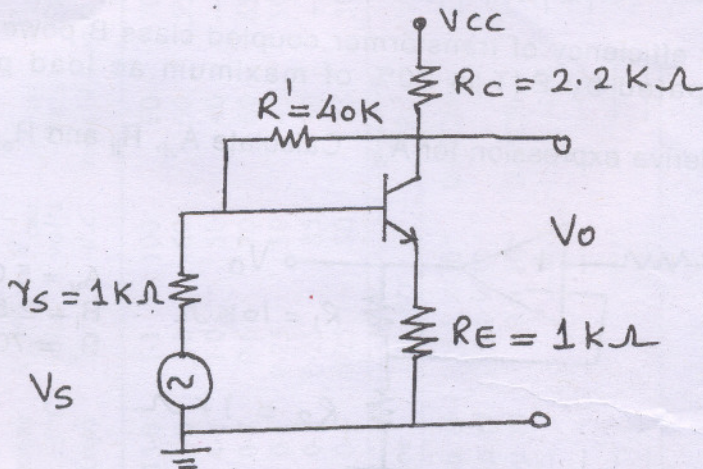 VCC
RC = 2.2 KΩ
R' = 40K
VO
rS = 1KΩ
RE = 1KΩ
VS